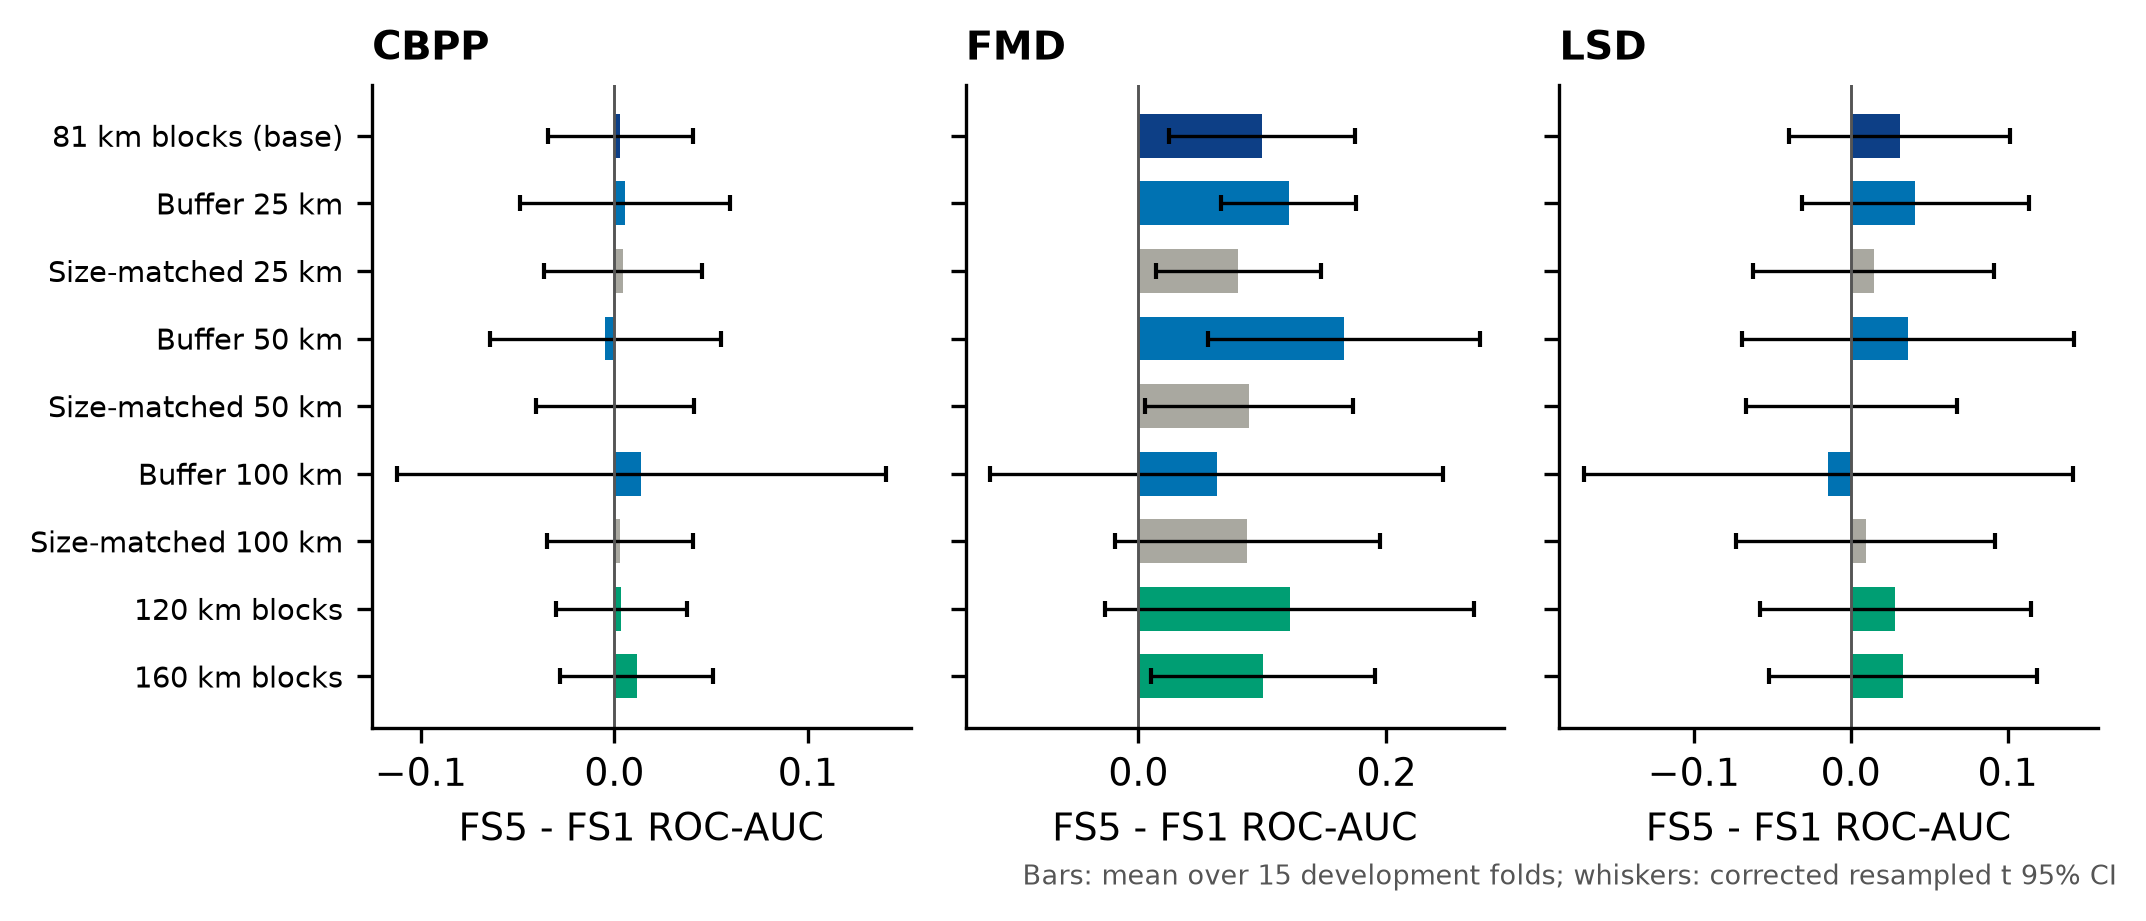 CBPP FMD LSD
81 km blocks (base)
Buffer 25 km
Size-matched 25 km
Buffer 50 km
Size-matched 50 km
Buffer 100 km
Size-matched 100 km
120 km blocks
160 km blocks
−0.1 0.0 0.1 0.0 0.2 −0.1 0.0 0.1
FS5 - FS1 ROC-AUC FS5 - FS1 ROC-AUC FS5 - FS1 ROC-AUC
Bars: mean over 15 development folds; whiskers: corrected resampled t 95% CI